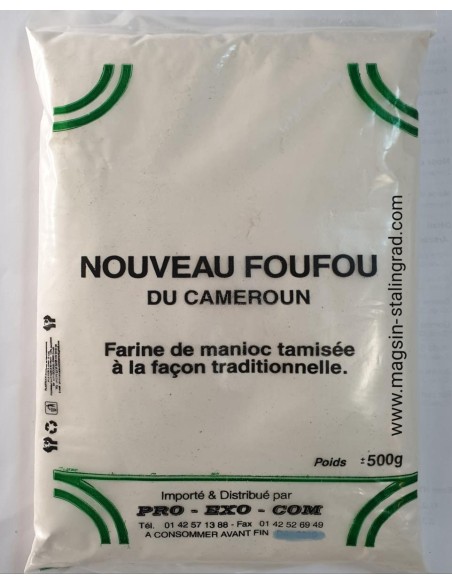 NOUVEAU FOUFOU
DU CAMEROUN
Farine de manioc tamisée
à la façon traditionnelle.
Poids ±500g
Importé & Distribué par
PRO - EXO - COM
Tél. 01 42 57 13 88 - Fax 01 42 52 69 49
A CONSOMMER AVANT FIN
www.magsin-stalingrad.com